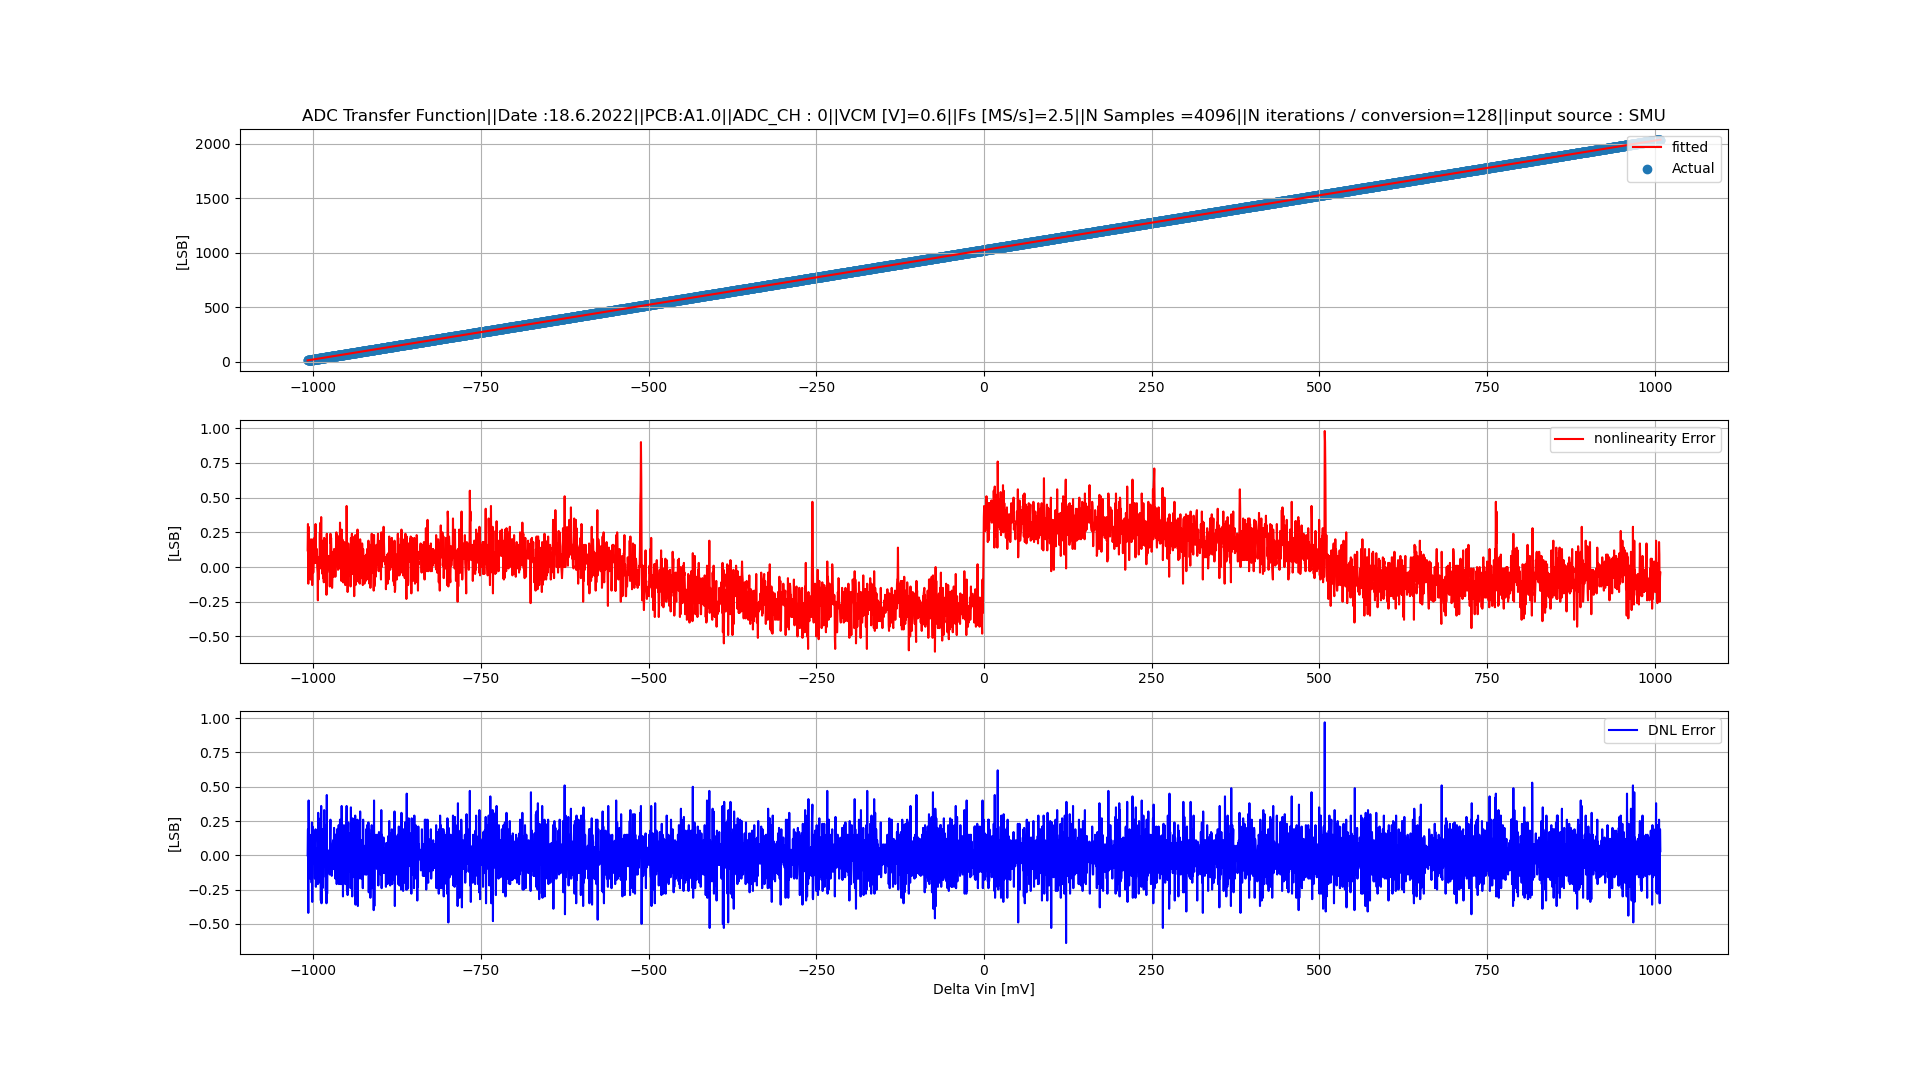 ADC Transfer Function||Date :18.6.2022||PCB:A1.0||ADC_CH : 0||VCM [V]=0.6||Fs [MS/s]=2.5||N Samples =4096||N iterations / conversion=128||input source : SMU
2000
1500
1000
500
0
[LSB]
fitted
Actual
−1000 −750 −500 −250 0 250 500 750 1000
1.00
0.75
0.50
0.25
0.00
−0.25
−0.50
[LSB]
nonlinearity Error
−1000 −750 −500 −250 0 250 500 750 1000
1.00
0.75
0.50
0.25
0.00
−0.25
−0.50
[LSB]
DNL Error
−1000 −750 −500 −250 0 250 500 750 1000
Delta Vin [mV]